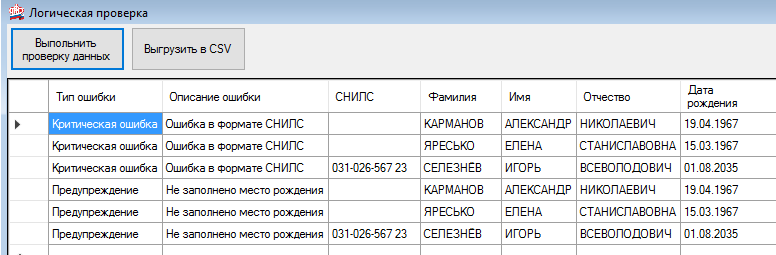 Логическая проверка
Выпольнить
проверку данных
Выгрузить в CSV
Тип ошибки Описание ошибки СНИЛС Фамилия Имя Отчество Дата рождения
Критическая ошибка Ошибка в формате СНИЛС КАРМАНОВ АЛЕКСАНДР НИКОЛАЕВИЧ 19.04.1967
Критическая ошибка Ошибка в формате СНИЛС ЯРЕСЬКО ЕЛЕНА СТАНИСЛАВОВНА 15.03.1967
Критическая ошибка Ошибка в формате СНИЛС 031-026-567 23 СЕЛЕЗНЁВ ИГОРЬ ВСЕВОЛОДОВИЧ 01.08.2035
Предупреждение Не заполнено место рождения КАРМАНОВ АЛЕКСАНДР НИКОЛАЕВИЧ 19.04.1967
Предупреждение Не заполнено место рождения ЯРЕСЬКО ЕЛЕНА СТАНИСЛАВОВНА 15.03.1967
Предупреждение Не заполнено место рождения 031-026-567 23 СЕЛЕЗНЁВ ИГОРЬ ВСЕВОЛОДОВИЧ 01.08.2035